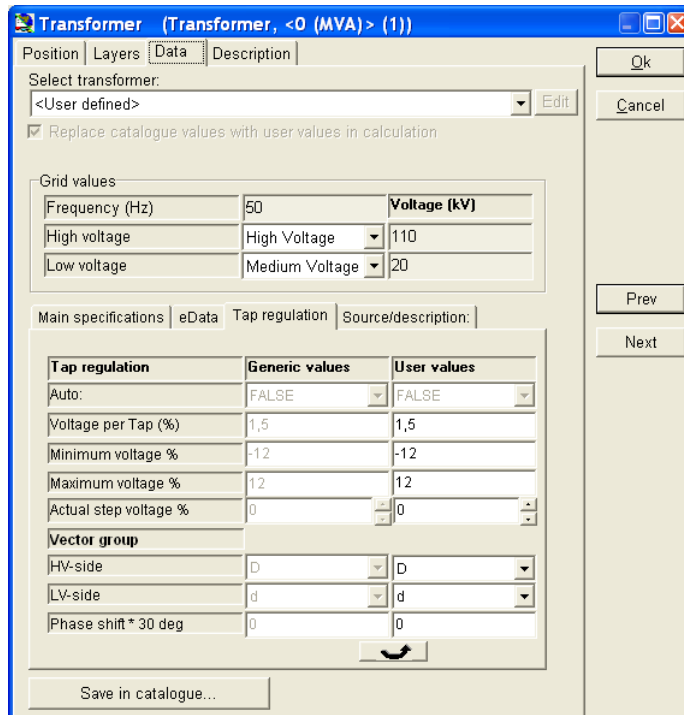 Transformer (Transformer, <0 (MVA)> (1))
Position Layers Data Description
Ok
Select transformer:
<User defined> Edit
Cancel
Replace catalogue values with user values in calculation
Grid values
Frequency (Hz) 50 Voltage (kV)
High voltage High Voltage 110
Low voltage Medium Voltage 20
Prev
Main specifications eData Tap regulation Source/description:
Next
Tap regulation Generic values User values
Auto: FALSE FALSE
Voltage per Tap (%) 1,5 1,5
Minimum voltage % -12 -12
Maximum voltage % 12 12
Actual step voltage % 0 0
Vector group
HV-side D D
LV-side d d
Phase shift * 30 deg 0 0
Save in catalogue...